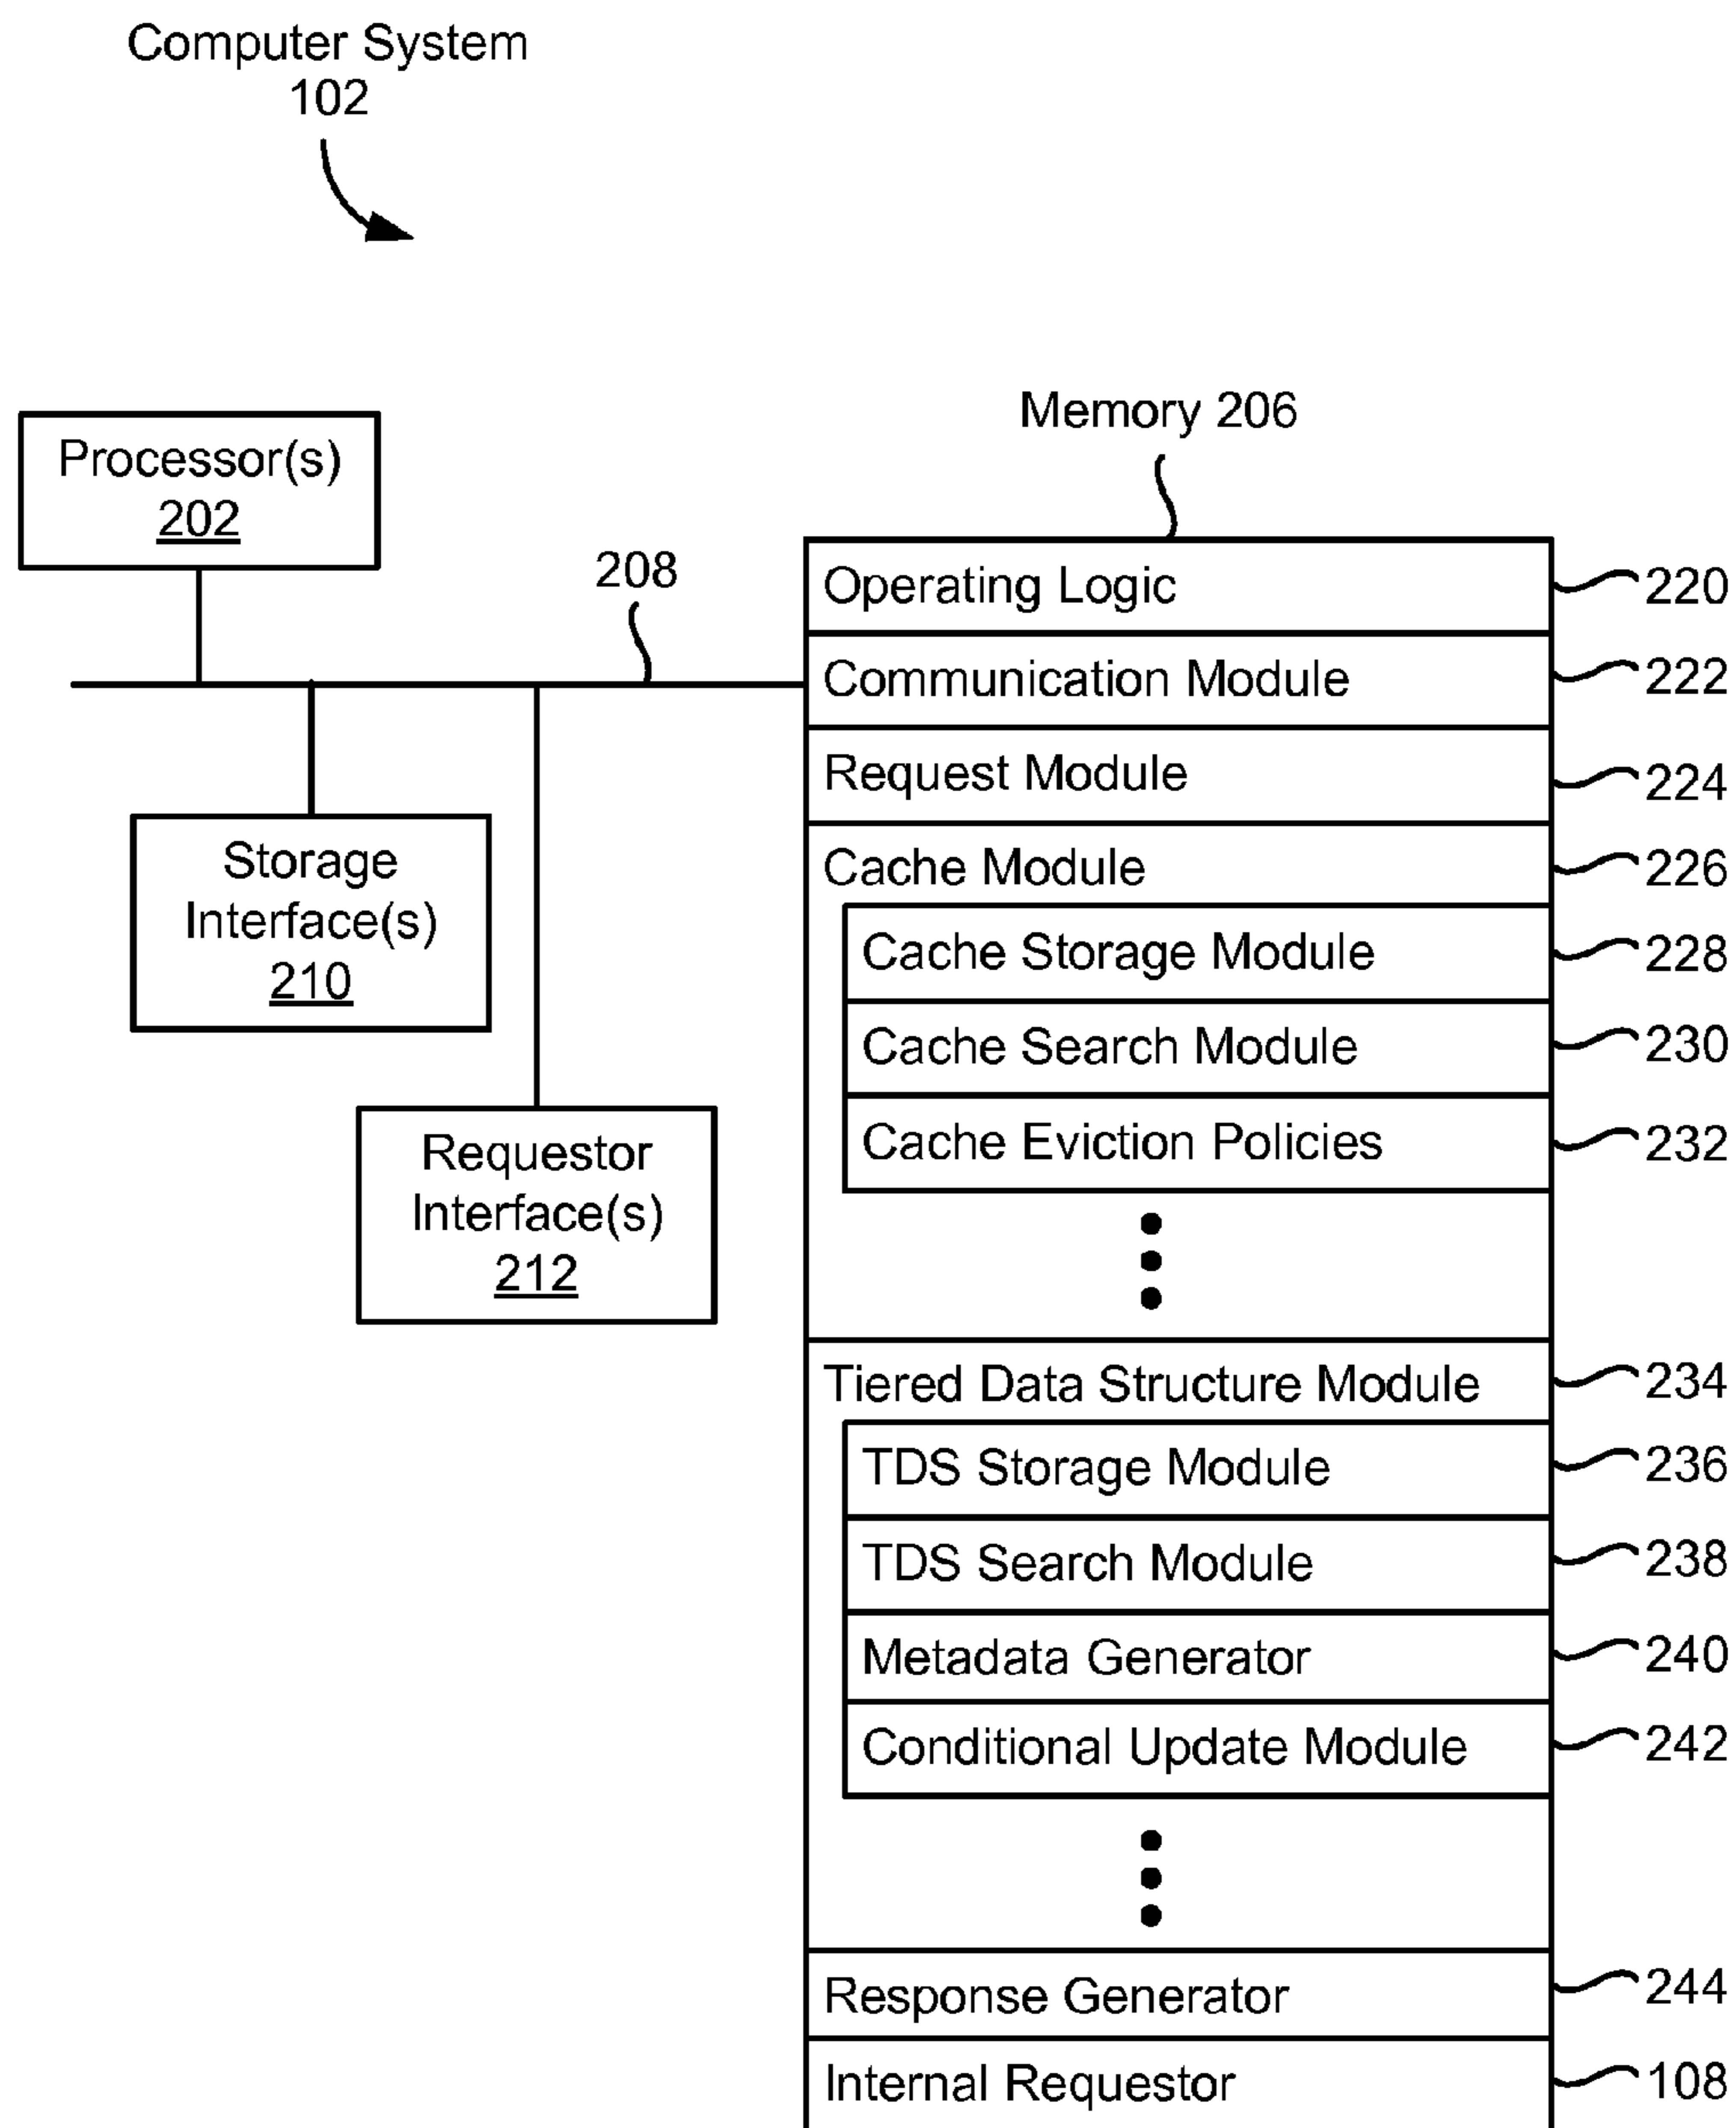 Computer System
102
Processor(s)
202
208
Storage
Interface(s)
210
Requestor
Interface(s)
212
Memory 206
Operating Logic 220
Communication Module 222
Request Module 224
Cache Module 226
Cache Storage Module 228
Cache Search Module 230
Cache Eviction Policies 232
Tiered Data Structure Module 234
TDS Storage Module 236
TDS Search Module 238
Metadata Generator 240
Conditional Update Module 242
Response Generator 244
Internal Requestor 108